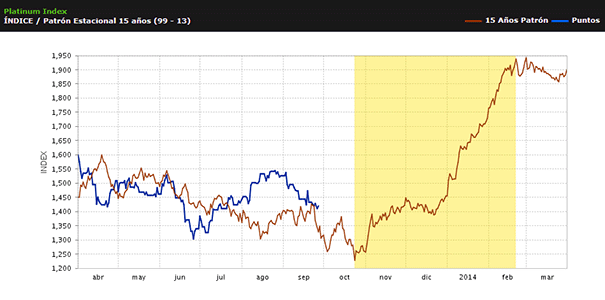 Platinum Index
ÍNDICE / Patrón Estacional 15 años (99 - 13)
15 Años Patrón
Puntos
1,950
1,900
1,850
1,800
1,750
1,700
1,650
1,600
1,550
1,500
1,450
1,400
1,350
1,300
1,250
1,200
INDEX
abr
may
jun
jul
ago
sep
oct
nov
dic
2014
feb
mar